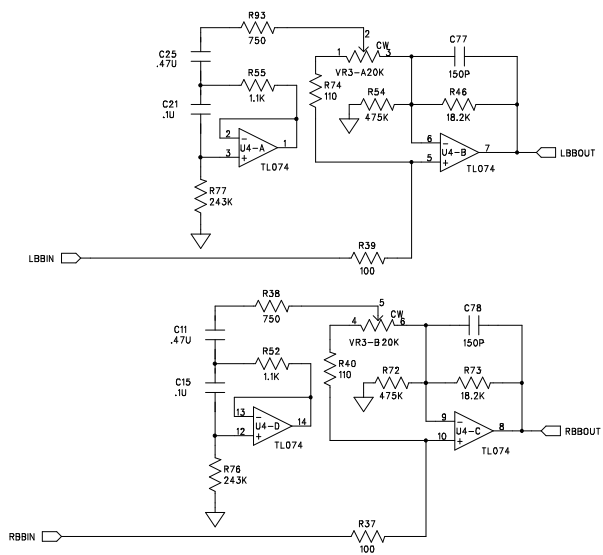 R93
750
2
C25
.47U
1
CW
3
C77
VR3-A20K
150P
R55
1.1K
R74
110
R54
475K
R46
18.2K
C21
.1U
2
3
1
U4-A
TL074
6
5
7
U4-B
TL074
LBBOUT
R77
243K
R39
100
LBBIN
R38
750
5
C11
.47U
4
CW
6
C78
VR3-B20K
150P
R52
1.1K
R40
110
R72
475K
R73
18.2K
C15
.1U
13
12
14
U4-D
TL074
9
10
8
U4-C
TL074
RBBOUT
R76
243K
R37
100
RBBIN